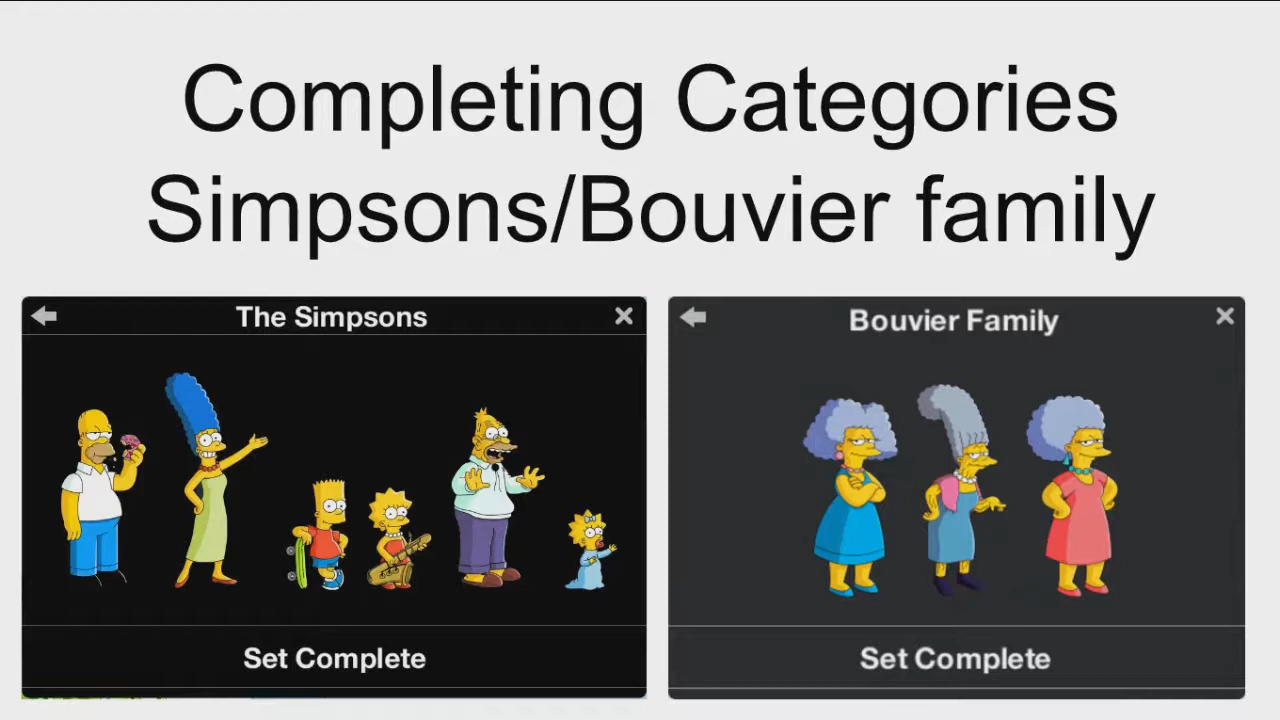 Completing Categories
Simpsons/Bouvier family
The Simpsons
Set Complete
Bouvier Family
Set Complete